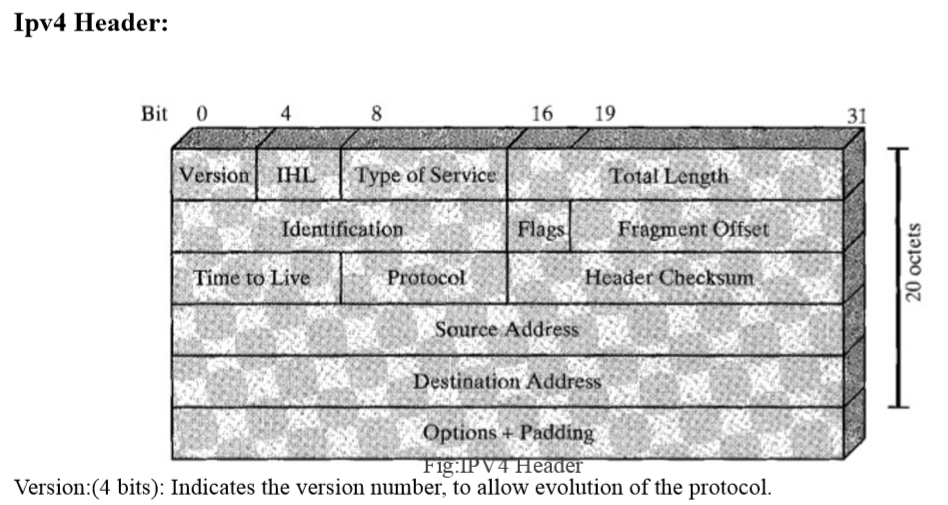 Ipv4 Header:
Bit 0 4 8 16 19 31
Version IHL Type of Service Total Length
Identification Flags Fragment Offset
Time to Live Protocol Header Checksum
Source Address
Destination Address
Options + Padding
20 octets
Fig:IPV4 Header
Version:(4 bits): Indicates the version number, to allow evolution of the protocol.